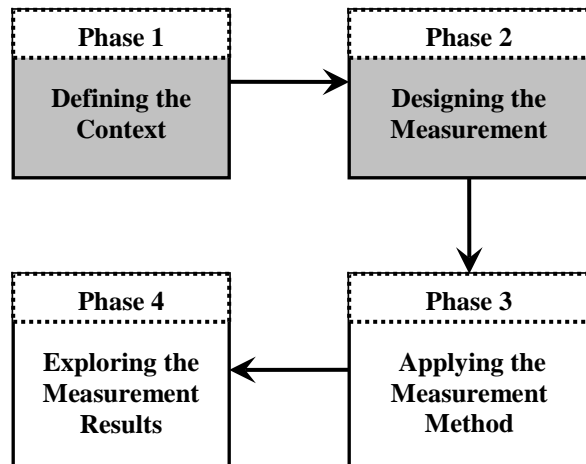 Phase 1
Defining the
Context
Phase 2
Designing the
Measurement
Phase 3
Applying the
Measurement
Method
Phase 4
Exploring the
Measurement
Results